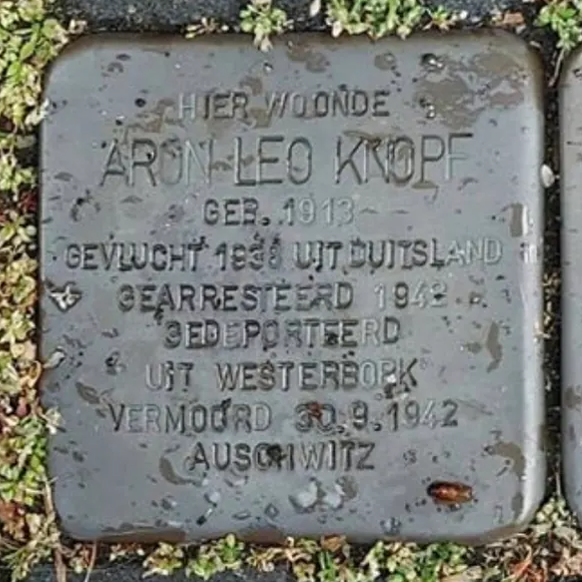 HIER WOONDE
ARON LEO KNOPF
GEB. 1913
GEVLUCHT 1938 UIT DUITSLAND
GEARRESTEERD 1942
GEDEPORTEERD
UIT WESTERBORK
VERMOORD 30.9.1942
AUSCHWITZ